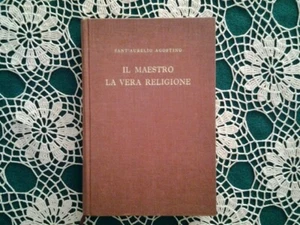 SANT'AURELIO AGOSTINO
IL MAESTRO
LA VERA RELIGIONE